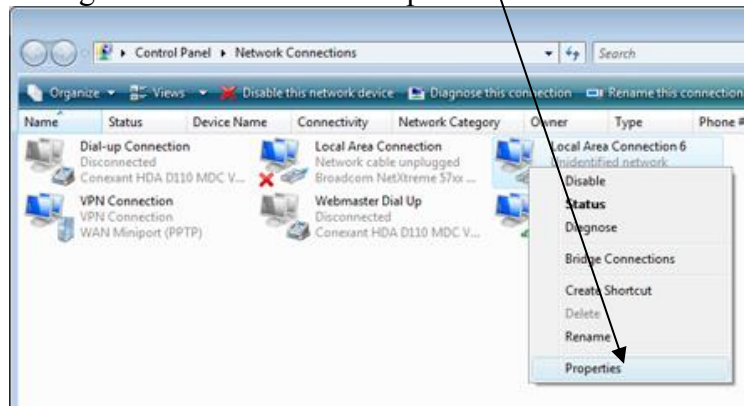 Control Panel ▸ Network Connections Search
Organize Views Disable this network device Diagnose this connection Rename this connection
Name Status Device Name Connectivity Network Category Owner Type Phone #
Dial-up Connection
Disconnected
Conexant HDA D110 MDC V...
Local Area Connection
Network cable unplugged
Broadcom NetXtreme 57xx ...
Local Area Connection 6
Unidentified network
VPN Connection
VPN Connection
WAN Miniport (PPTP)
Webmaster Dial Up
Disconnected
Conexant HDA D110 MDC V...
Disable
Status
Diagnose
Bridge Connections
Create Shortcut
Delete
Rename
Properties